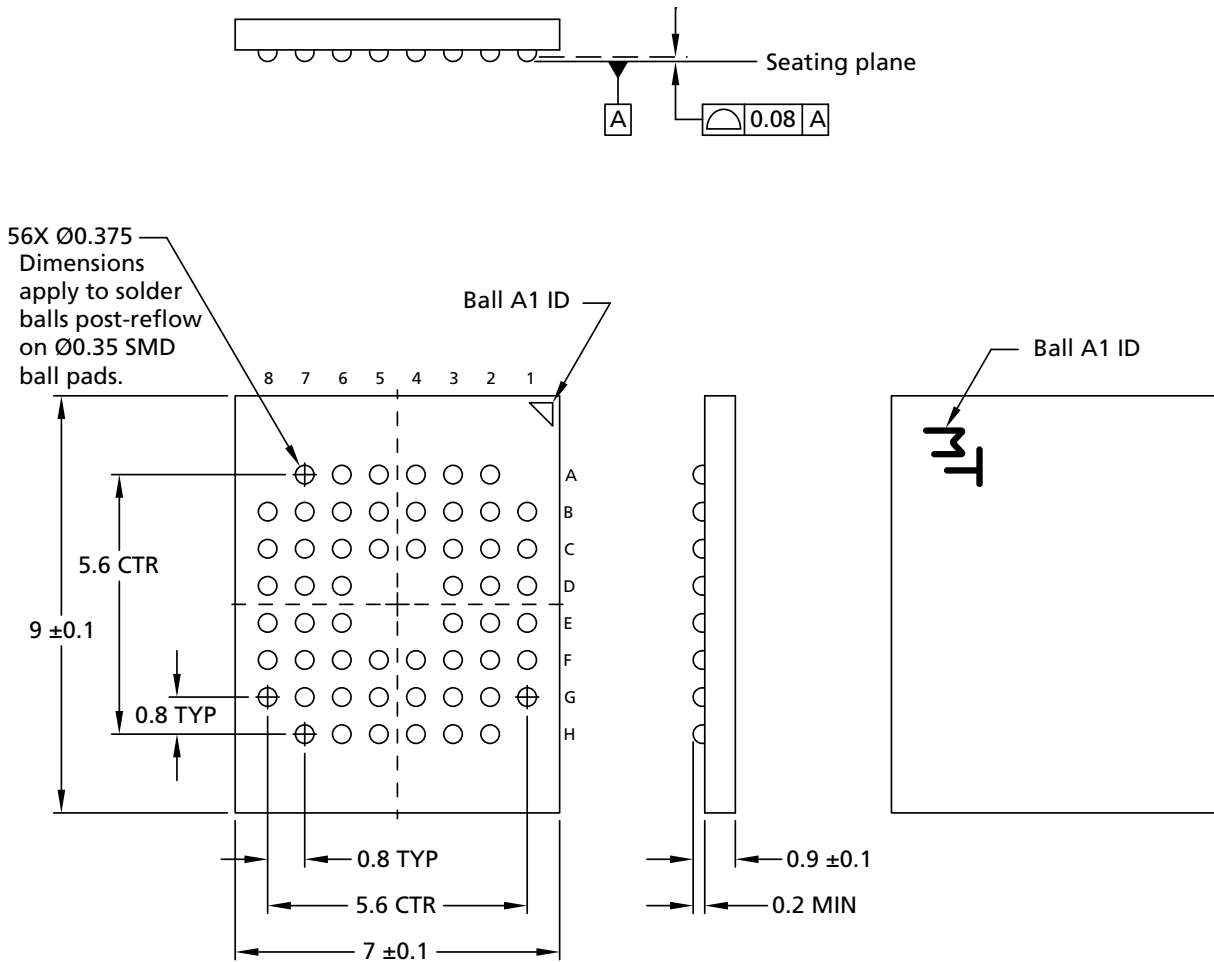 Seating plane
A
0.08 A
56X Ø0.375
Dimensions
apply to solder
balls post-reflow
on Ø0.35 SMD
ball pads.
Ball A1 ID
Ball A1 ID
8 7 6 5 4 3 2 1
A
B
C
D
E
F
G
H
5.6 CTR
9 ±0.1
0.8 TYP
0.8 TYP
5.6 CTR
7 ±0.1
0.9 ±0.1
0.2 MIN
MT